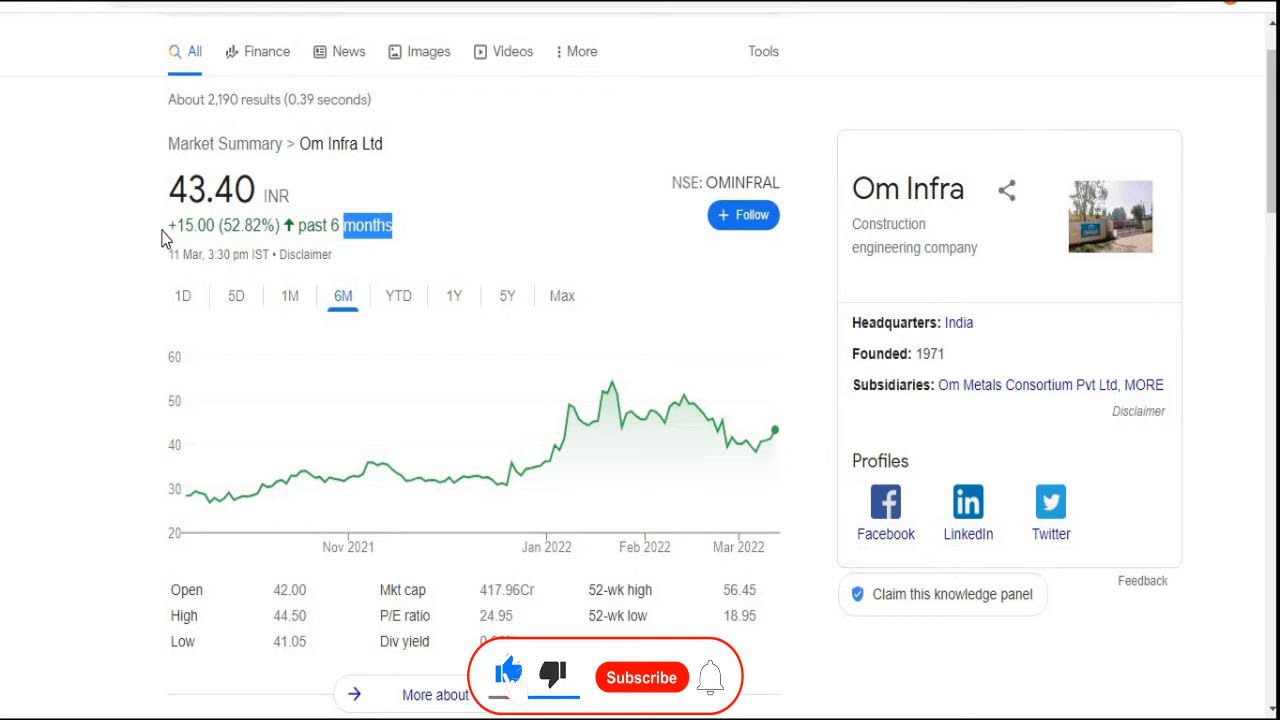 All Finance News Images Videos More Tools
About 2,190 results (0.39 seconds)
Market Summary > Om Infra Ltd
43.40 INR
NSE: OMINFRAL
+15.00 (52.82%) past 6 months
+ Follow
11 Mar, 3:30 pm IST • Disclaimer
1D 5D 1M 6M YTD 1Y 5Y Max
60
50
40
30
20
Nov 2021 Jan 2022 Feb 2022 Mar 2022
Open 42.00 Mkt cap 417.96Cr 52-wk high 56.45
High 44.50 P/E ratio 24.95 52-wk low 18.95
Low 41.05 Div yield
More about
Subscribe
Om Infra
Construction
engineering company
Headquarters: India
Founded: 1971
Subsidiaries: Om Metals Consortium Pvt Ltd, MORE
Disclaimer
Profiles
Facebook LinkedIn Twitter
Feedback
Claim this knowledge panel